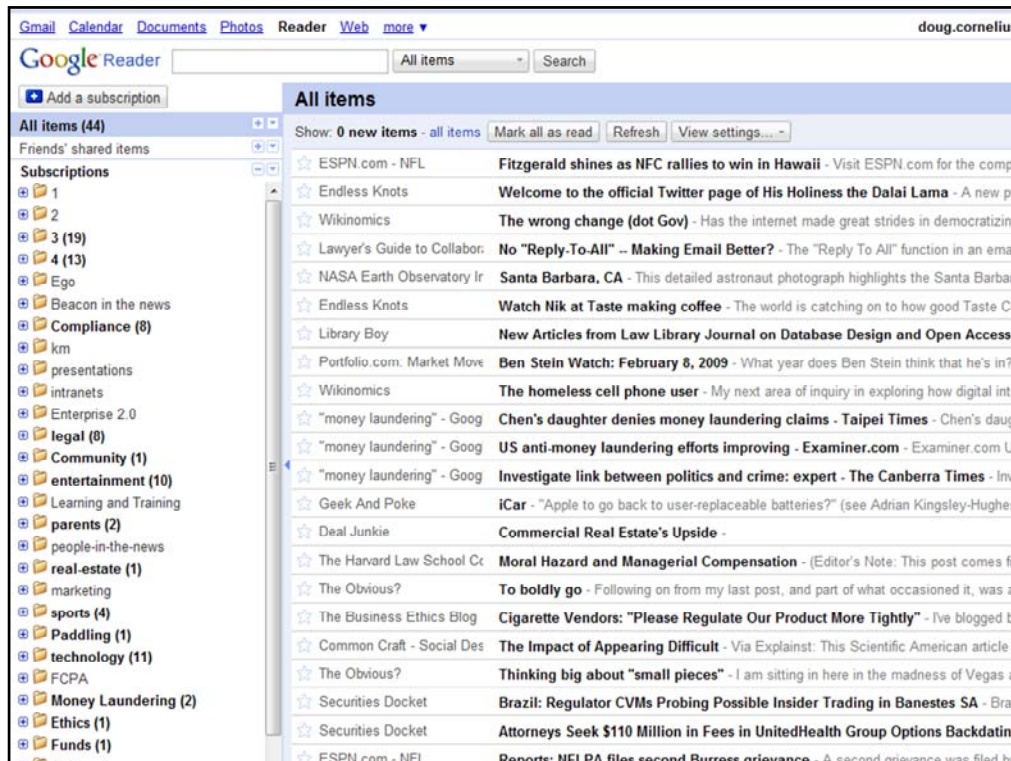 Gmail Calendar Documents Photos Reader Web more ▼ doug.corneliu
Google Reader All items Search
Add a subscription
All items (44)
Friends' shared items
Subscriptions
1
2
3 (19)
4 (13)
Ego
Beacon in the news
Compliance (8)
km
presentations
intranets
Enterprise 2.0
legal (8)
Community (1)
entertainment (10)
Learning and Training
parents (2)
people-in-the-news
real-estate (1)
marketing
sports (4)
Paddling (1)
technology (11)
FCPA
Money Laundering (2)
Ethics (1)
Funds (1)
All items
Show: 0 new items - all items Mark all as read Refresh View settings...
ESPN.com - NFL Fitzgerald shines as NFC rallies to win in Hawaii - Visit ESPN.com for the comp
Endless Knots Welcome to the official Twitter page of His Holiness the Dalai Lama - A new p
Wikinomics The wrong change (dot Gov) - Has the internet made great strides in democratizin
Lawyer's Guide to Collabor No "Reply-To-All" -- Making Email Better? - The "Reply To All" function in an ema
NASA Earth Observatory Ir Santa Barbara, CA - This detailed astronaut photograph highlights the Santa Barba
Endless Knots Watch Nik at Taste making coffee - The world is catching on to how good Taste C
Library Boy New Articles from Law Library Journal on Database Design and Open Access
Portfolio.com: Market Move Ben Stein Watch: February 8, 2009 - What year does Ben Stein think that he's in?
Wikinomics The homeless cell phone user - My next area of inquiry in exploring how digital int
"money laundering" - Goog Chen's daughter denies money laundering claims - Taipei Times - Chen's daug
"money laundering" - Goog US anti-money laundering efforts improving - Examiner.com - Examiner.com U
"money laundering" - Goog Investigate link between politics and crime: expert - The Canberra Times - Inv
Geek And Poke iCar - "Apple to go back to user-replaceable batteries?" (see Adrian Kingsley-Hughe
Deal Junkie Commercial Real Estate's Upside -
The Harvard Law School Co Moral Hazard and Managerial Compensation - (Editor's Note: This post comes f
The Obvious? To boldly go - Following on from my last post, and part of what occasioned it, was a
The Business Ethics Blog Cigarette Vendors: "Please Regulate Our Product More Tightly" - I've blogged b
Common Craft - Social Des The Impact of Appearing Difficult - Via Explainst: This Scientific American article
The Obvious? Thinking big about "small pieces" - I am sitting in here in the madness of Vegas a
Securities Docket Brazil: Regulator CVMs Probing Possible Insider Trading in Banestes SA - Bra
Securities Docket Attorneys Seek $110 Million in Fees in UnitedHealth Group Options Backdatin
ESPN.com - NFL Reports: NFLPA files second Burress grievance - A second grievance was filed b